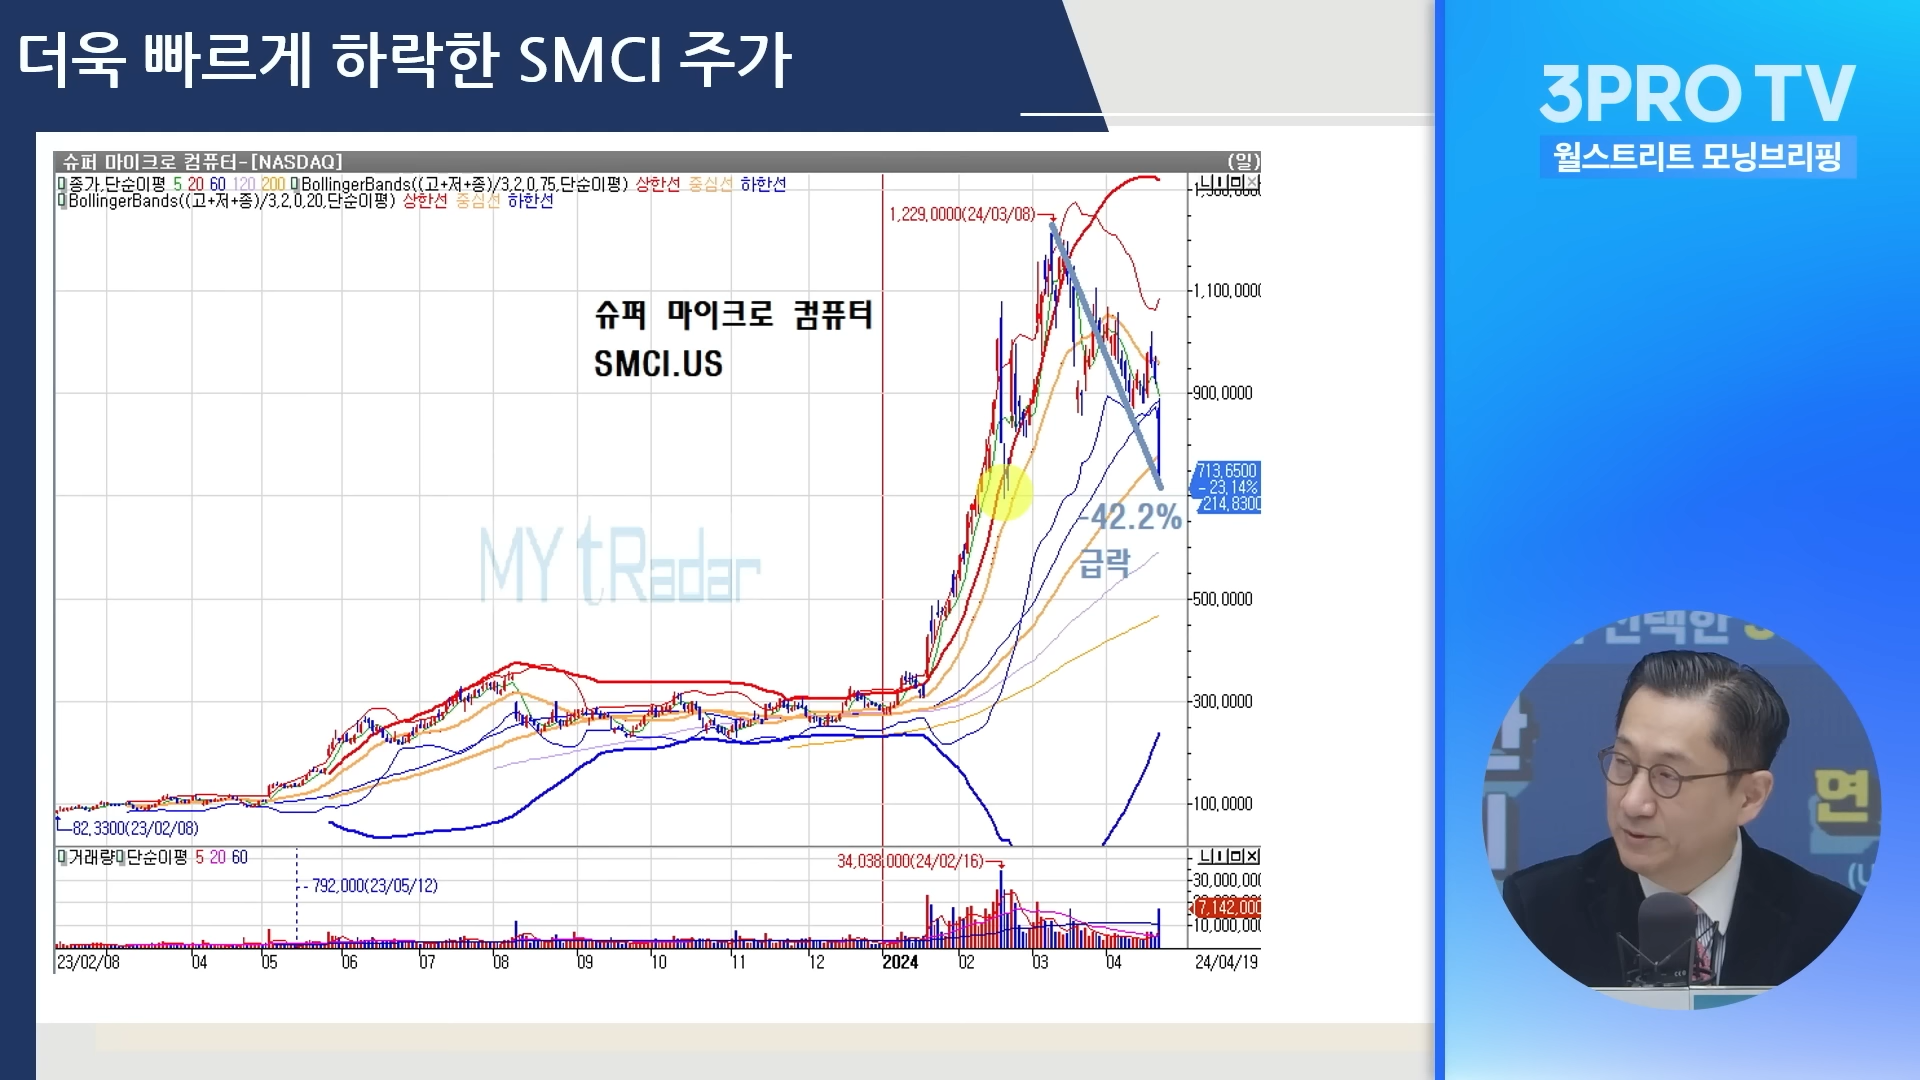 더욱 빠르게 하락한 SMCI 주가
3PRO TV
월스트리트 모닝브리핑
슈퍼 마이크로 컴퓨터-[NASDAQ]
(일)
종가,단순이평 5 20 60 120 200 BollingerBands((고+저+종)/3,2,0,75,단순이평) 상한선 중심선 하한선
BollingerBands((고+저+종)/3,2,0,20,단순이평) 상한선 중심선 하한선
1,229,0000(24/03/08)
1,100,000
슈퍼 마이크로 컴퓨터
SMCI.US
900,0000
713,6500
-23,14%
-214,8300
-42.2%
급락
MY tRadar
500,0000
300,0000
100,0000
82,3300(23/02/08)
거래량 단순이평 5 20 60
34,038,000(24/02/16)
792,000(23/05/12)
30,000,00
7,142,000
10,000,00
23/02/08 04 05 06 07 08 09 10 11 12 2024 02 03 04 24/04/19
연